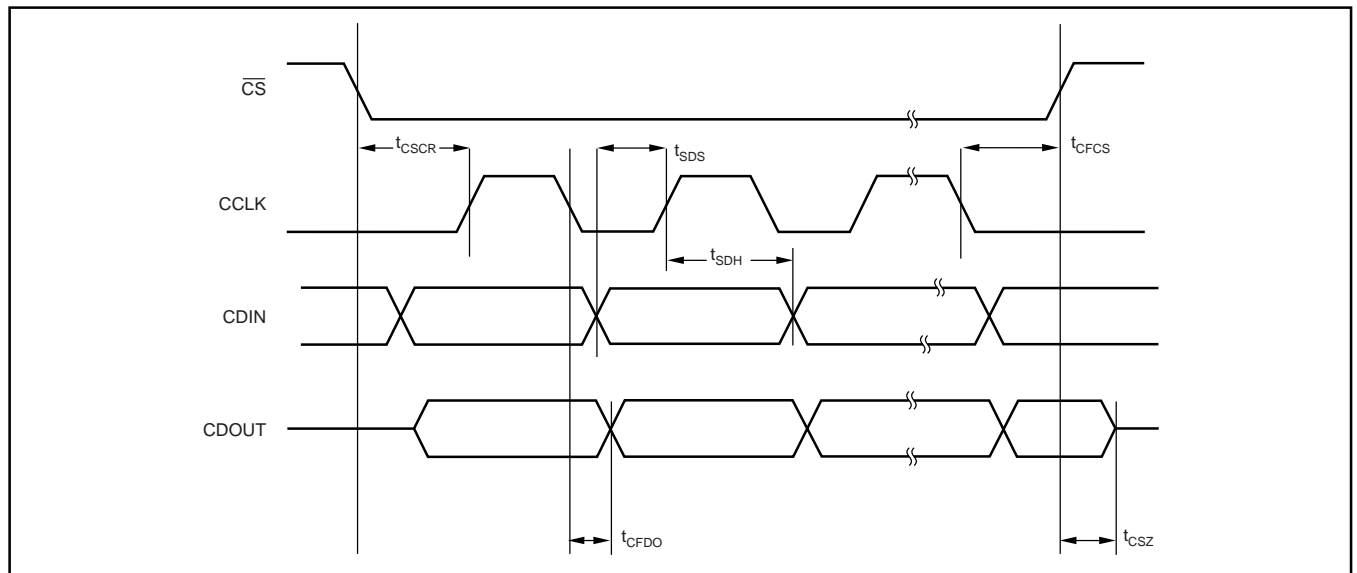 CS
tCSCR
tSDS
tCFCS
CCLK
tSDH
CDIN
CDOUT
tCFDO
tCSZ